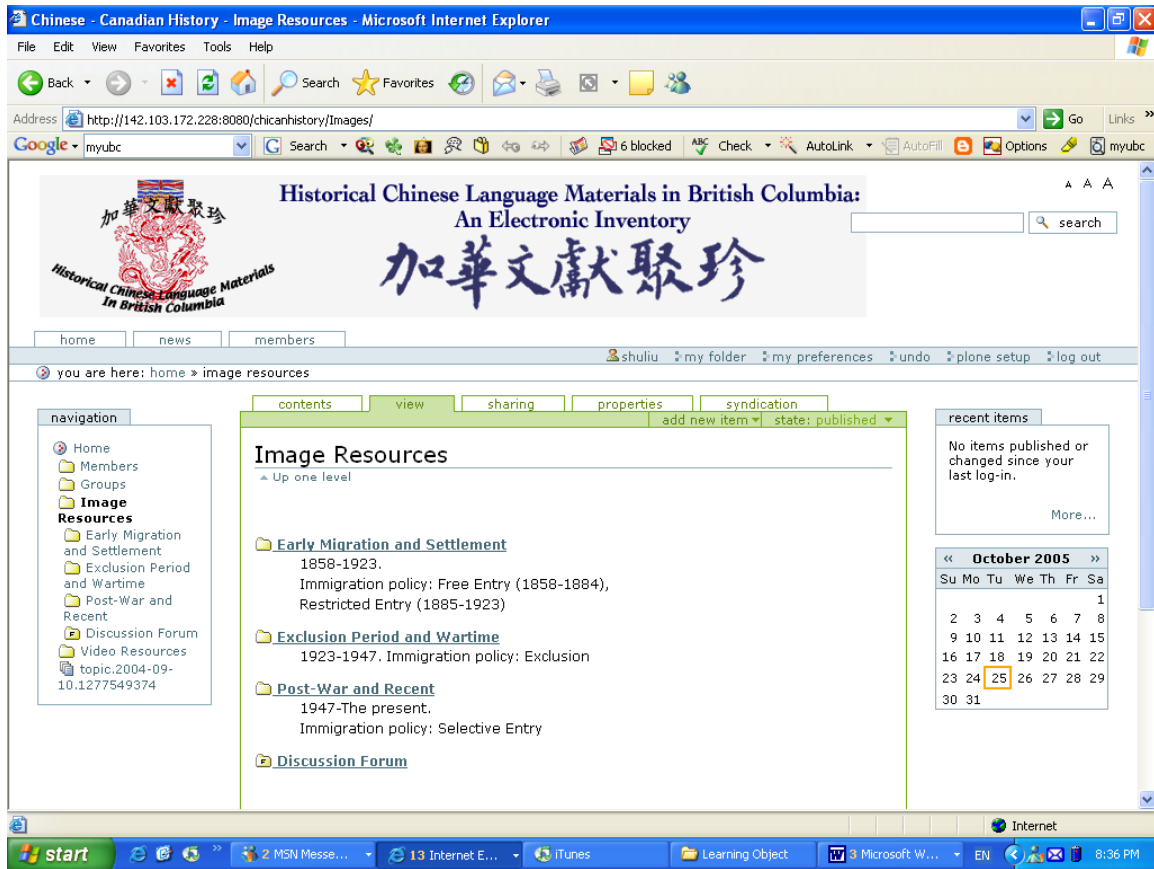 Chinese - Canadian History - Image Resources - Microsoft Internet Explorer
File Edit View Favorites Tools Help
Back Search Favorites
Address http://142.103.172.228:8080/chicanhistory/Images/ Go Links »
Google myubc Search 6 blocked ABC Check AutoLink AutoFill Options myubc
加華文獻聚珍
Historical Chinese Language Materials
In British Columbia
Historical Chinese Language Materials in British Columbia:
An Electronic Inventory
加華文獻聚珍
A A A
search
home news members
shuliu my folder my preferences undo plone setup log out
you are here: home » image resources
navigation
Home
Members
Groups
Image
Resources
Early Migration
and Settlement
Exclusion Period
and Wartime
Post-War and
Recent
Discussion Forum
Video Resources
topic.2004-09-
10.1277549374
contents view sharing properties syndication
add new item state: published
Image Resources
Up one level
Early Migration and Settlement
1858-1923.
Immigration policy: Free Entry (1858-1884),
Restricted Entry (1885-1923)
Exclusion Period and Wartime
1923-1947. Immigration policy: Exclusion
Post-War and Recent
1947-The present.
Immigration policy: Selective Entry
Discussion Forum
recent items
No items published or
changed since your
last log-in.
More...
« October 2005 »
Su Mo Tu We Th Fr Sa
1
2 3 4 5 6 7 8
9 10 11 12 13 14 15
16 17 18 19 20 21 22
23 24 25 26 27 28 29
30 31
Internet
start » 2 MSN Messe... 13 Internet E... iTunes Learning Object 3 Microsoft W... EN 8:36 PM